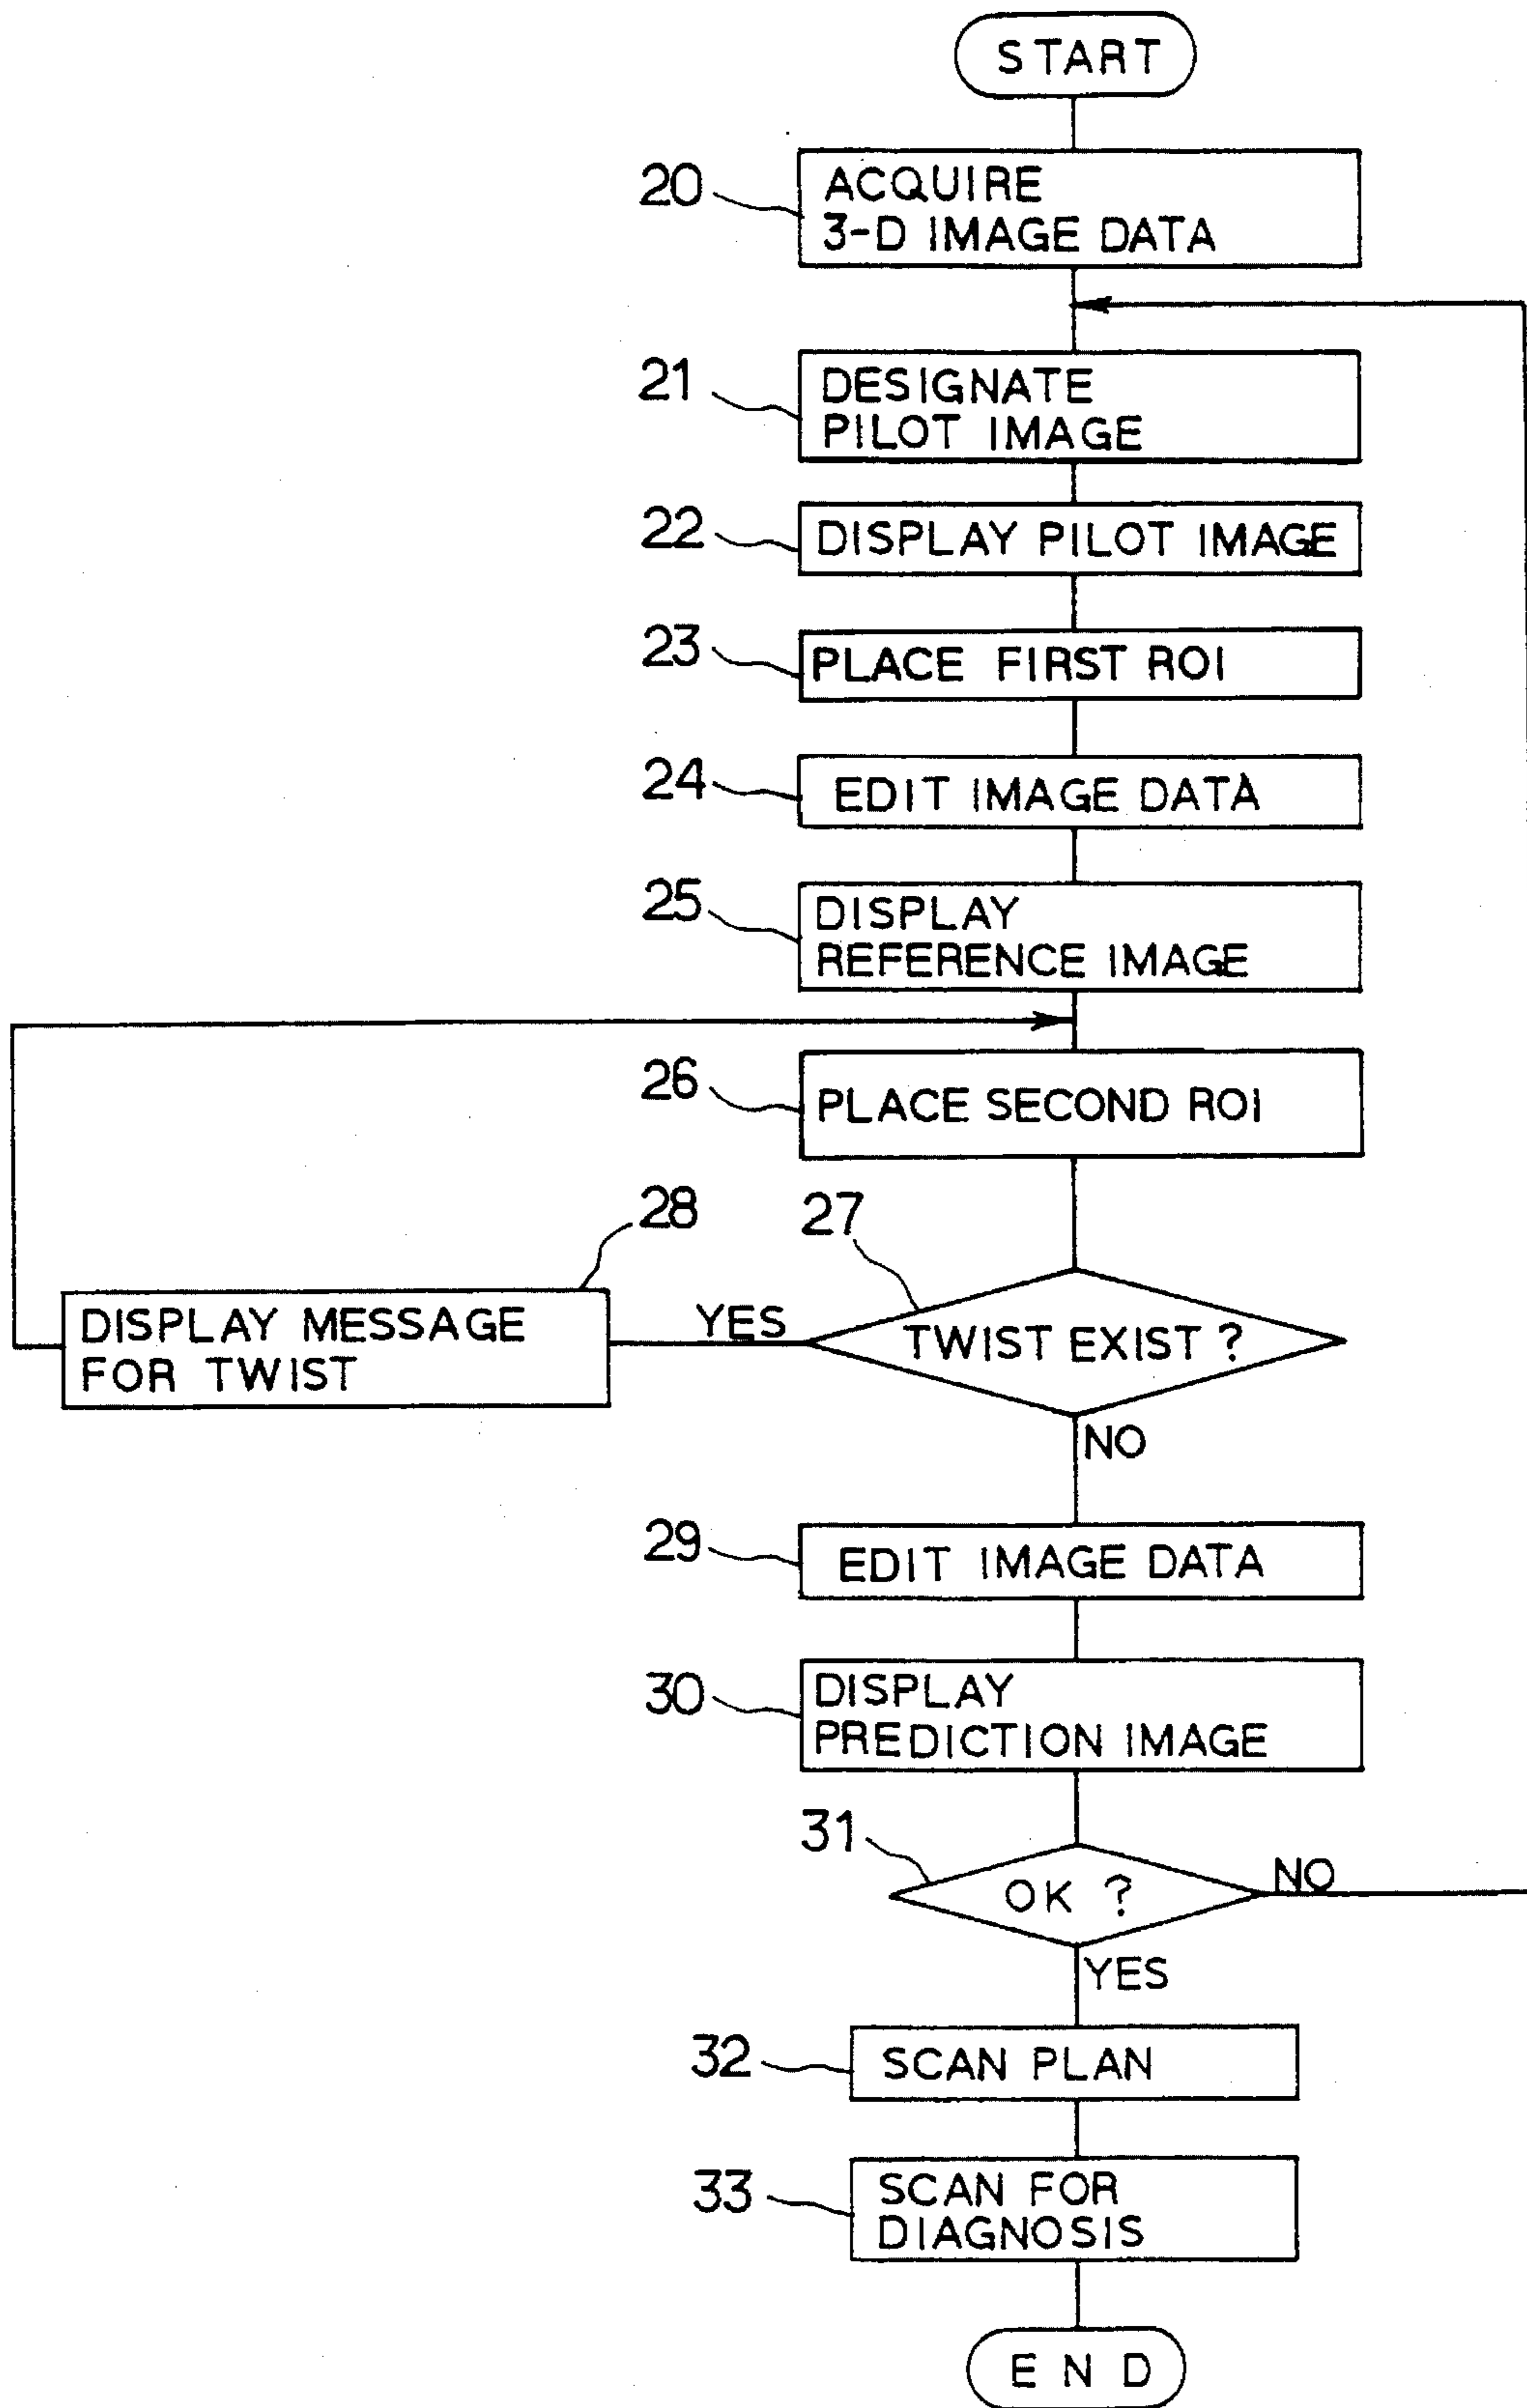 START
20
ACQUIRE
3-D IMAGE DATA
21
DESIGNATE
PILOT IMAGE
22
DISPLAY PILOT IMAGE
23
PLACE FIRST ROI
24
EDIT IMAGE DATA
25
DISPLAY
REFERENCE IMAGE
26
PLACE SECOND ROI
27
TWIST EXIST ?
YES
28
DISPLAY MESSAGE
FOR TWIST
NO
29
EDIT IMAGE DATA
30
DISPLAY
PREDICTION IMAGE
31
OK ?
NO
YES
32
SCAN PLAN
33
SCAN FOR
DIAGNOSIS
END